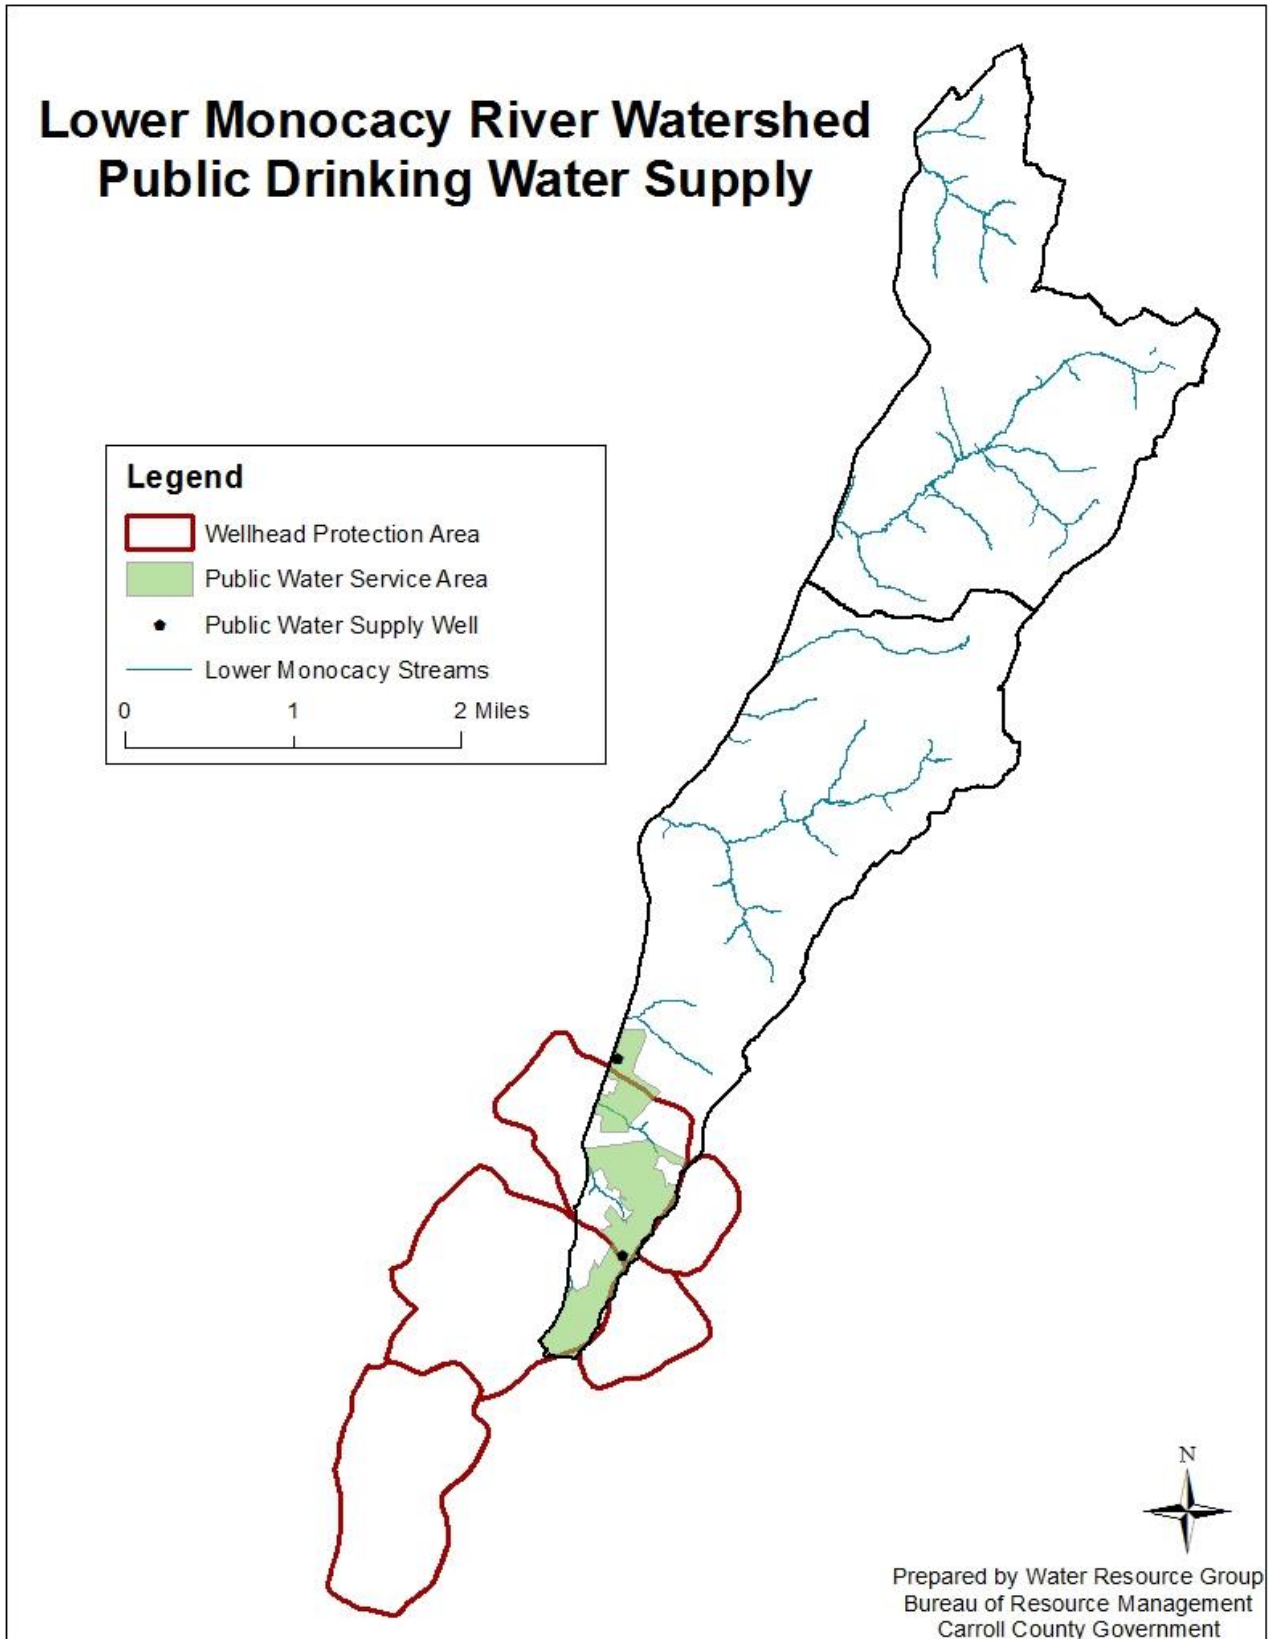 Lower Monocacy River Watershed
Public Drinking Water Supply
Legend
Wellhead Protection Area
Public Water Service Area
Public Water Supply Well
Lower Monocacy Streams
0 1 2 Miles
N
Prepared by Water Resource Group
Bureau of Resource Management
Carroll County Government